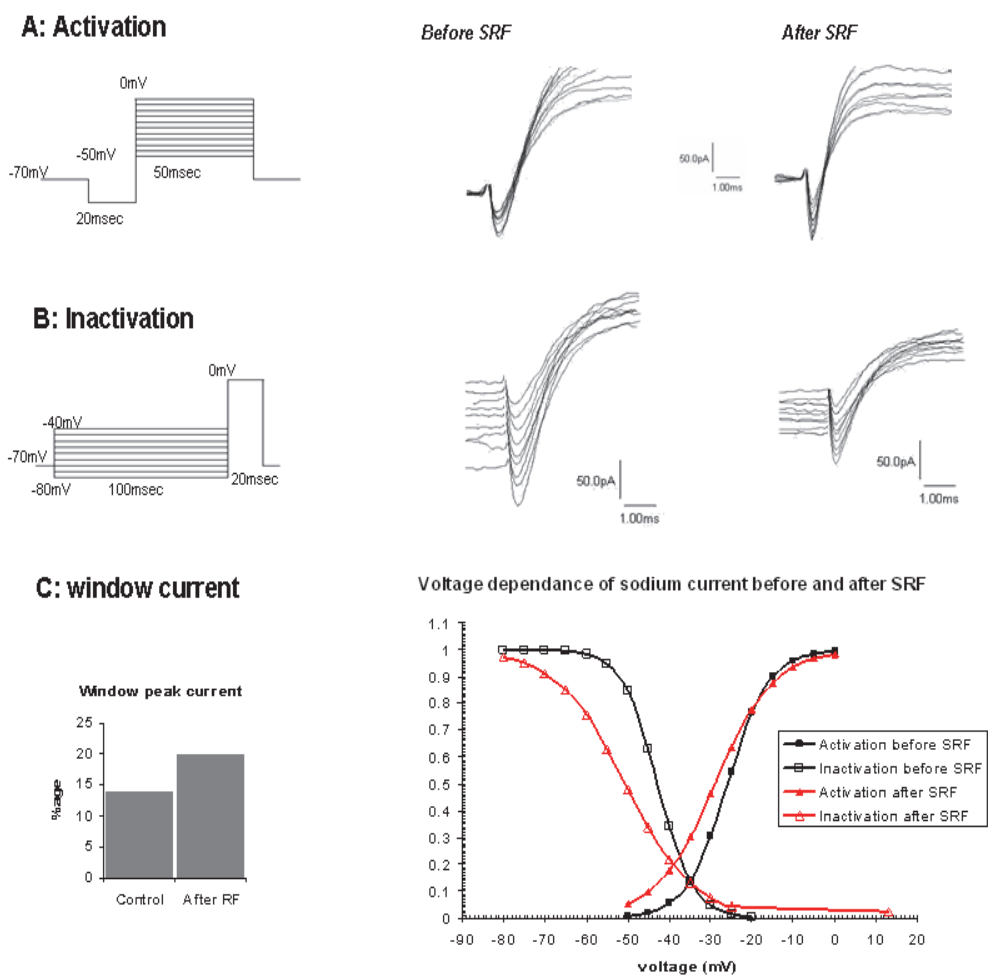 A: Activation
Before SRF
After SRF
0mV
-50mV
-70mV
50msec
20msec
50.0pA
1.00ms
B: Inactivation
0mV
-40mV
-70mV
-80mV
100msec
20msec
50.0pA
1.00ms
50.0pA
1.00ms
C: window current
Voltage dependance of sodium current before and after SRF
Window peak current
25
20
15
10
5
0
%age
Control
After RF
1.1
1
0.9
0.8
0.7
0.6
0.5
0.4
0.3
0.2
0.1
0
-90
-80
-70
-60
-50
-40
-30
-20
-10
0
10
20
voltage (mV)
Activation before SRF
Inactivation before SRF
Activation after SRF
Inactivation after SRF